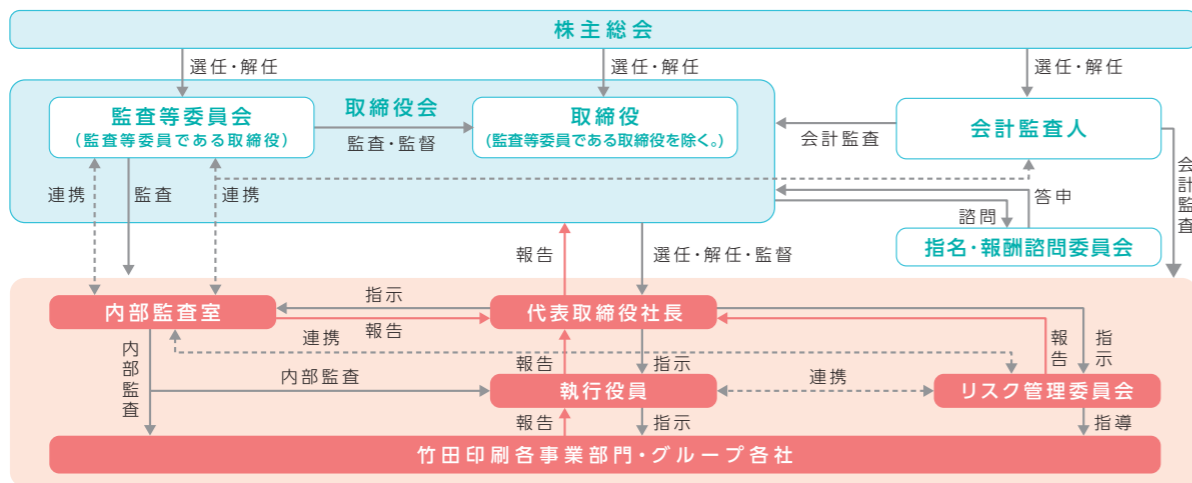 株主総会
選任・解任
選任・解任
選任・解任
取締役会
監査等委員会
(監査等委員である取締役)
監査・監督
取締役
(監査等委員である取締役を除く。)
会計監査
会計監査人
会計監査
連携
監査
連携
答申
諮問
指名・報酬諮問委員会
報告
選任・解任・監督
内部監査室
指示
報告
代表取締役社長
連携
報告
指示
報告
指示
内部監査
内部監査
執行役員
連携
リスク管理委員会
報告
指示
指導
竹田印刷各事業部門・グループ各社